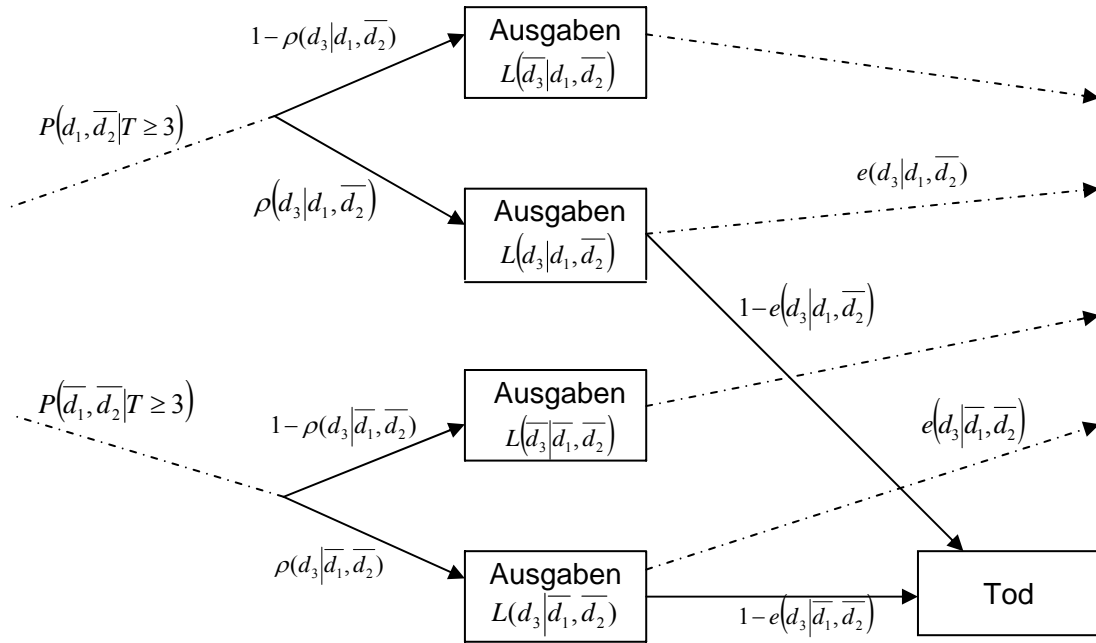 1 − ρ(d₃|d₁, d̅₂)
Ausgaben
L(d̅₃|d₁, d̅₂)
P(d₁, d̅₂|T ≥ 3)
ρ(d₃|d₁, d̅₂)
Ausgaben
L(d₃|d₁, d̅₂)
e(d₃|d₁, d̅₂)
1 − e(d₃|d₁, d̅₂)
P(d̅₁, d̅₂|T ≥ 3)
1 − ρ(d₃|d̅₁, d̅₂)
Ausgaben
L(d̅₃|d̅₁, d̅₂)
e(d₃|d̅₁, d̅₂)
ρ(d₃|d̅₁, d̅₂)
Ausgaben
L(d₃|d̅₁, d̅₂)
1 − e(d₃|d̅₁, d̅₂)
Tod